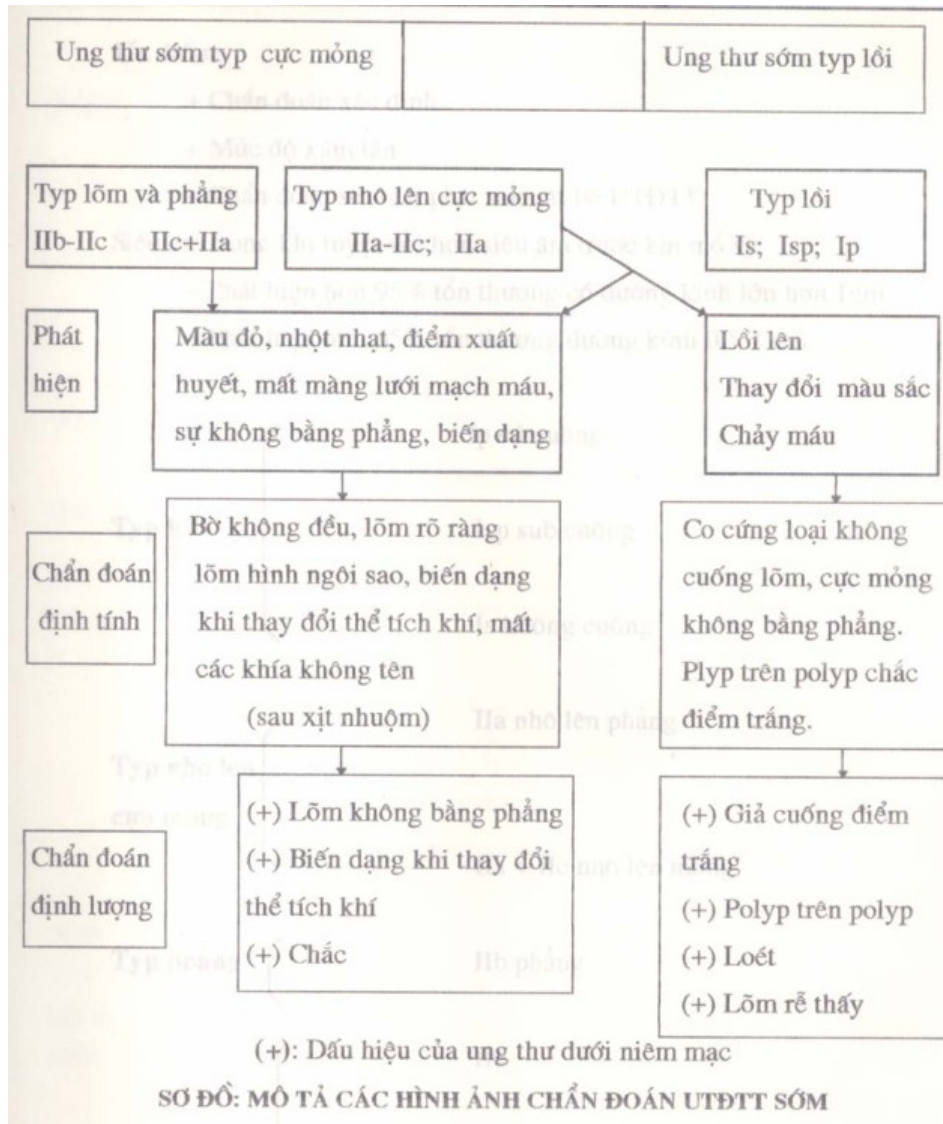 Ung thư sớm typ cực mỏng
Ung thư sớm typ lồi
Typ lõm và phẳng
IIb-IIc IIc+IIa
Typ nhô lên cực mỏng
IIa-IIc; IIa
Typ lồi
Is; Isp; Ip
Phát
hiện
Màu đỏ, nhột nhạt, điểm xuất
huyết, mất màng lưới mạch máu,
sự không bằng phẳng, biến dạng
Lồi lên
Thay đổi màu sắc
Chảy máu
Chẩn đoán
định tính
Bờ không đều, lõm rõ ràng
lõm hình ngôi sao, biến dạng
khi thay đổi thể tích khí, mất
các khía không tên
(sau xịt nhuộm)
Co cứng loại không
cuống lõm, cực mỏng
không bằng phẳng.
Plyp trên polyp chắc
điểm trắng.
Chẩn đoán
định lượng
(+) Lõm không bằng phẳng
(+) Biến dạng khi thay đổi
thể tích khí
(+) Chắc
(+) Giả cuống điểm
trắng
(+) Polyp trên polyp
(+) Loét
(+) Lõm rễ thấy
(+): Dấu hiệu của ung thư dưới niêm mạc
SƠ ĐỒ: MÔ TẢ CÁC HÌNH ẢNH CHẨN ĐOÁN UTĐTT SỚM